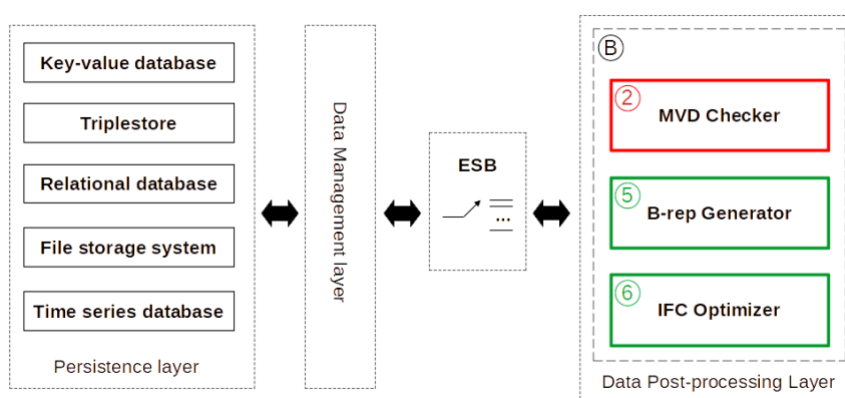 Key-value database
Triplestore
Relational database
File storage system
Time series database
Persistence layer
Data Management layer
ESB
...
B
2
MVD Checker
5
B-rep Generator
6
IFC Optimizer
Data Post-processing Layer